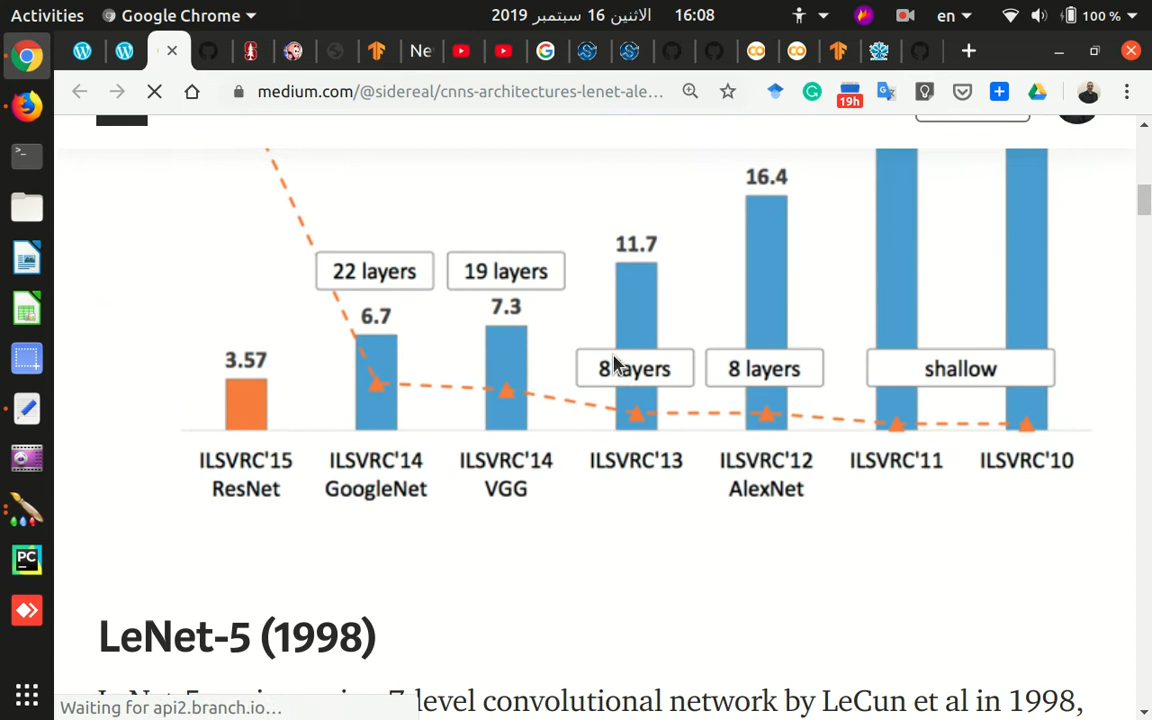 Activities Google Chrome الاثنين 16 سبتمبر 2019 16:08 en 100 %
Ne
medium.com/@sidereal/cnns-architectures-lenet-ale... 19h
16.4
11.7
22 layers 19 layers
7.3
6.7
3.57
8 layers 8 layers shallow
ILSVRC'15 ILSVRC'14 ILSVRC'14 ILSVRC'13 ILSVRC'12 ILSVRC'11 ILSVRC'10
ResNet GoogleNet VGG AlexNet
LeNet-5 (1998)
level convolutional network by LeCun et al in 1998,
Waiting for api2.branch.io...
PC